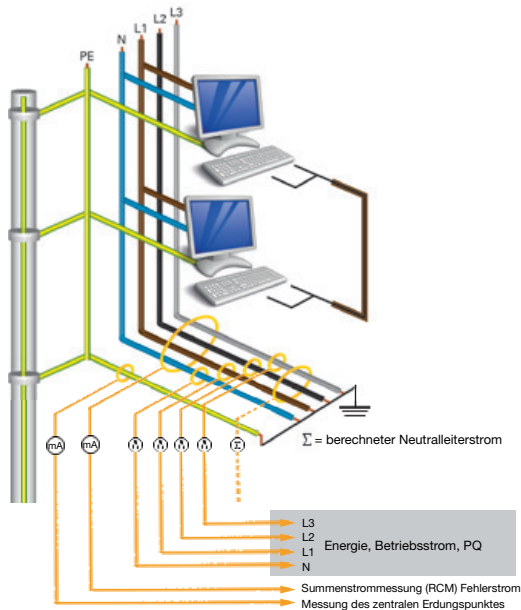 L3
L2
L1
N
PE
Σ = berechneter Neutralleiterstrom
mA
mA
A
A
A
A
Σ
L3
L2
L1
N
Energie, Betriebsstrom, PQ
Summenstrommessung (RCM) Fehlerstrom
Messung des zentralen Erdungspunktes